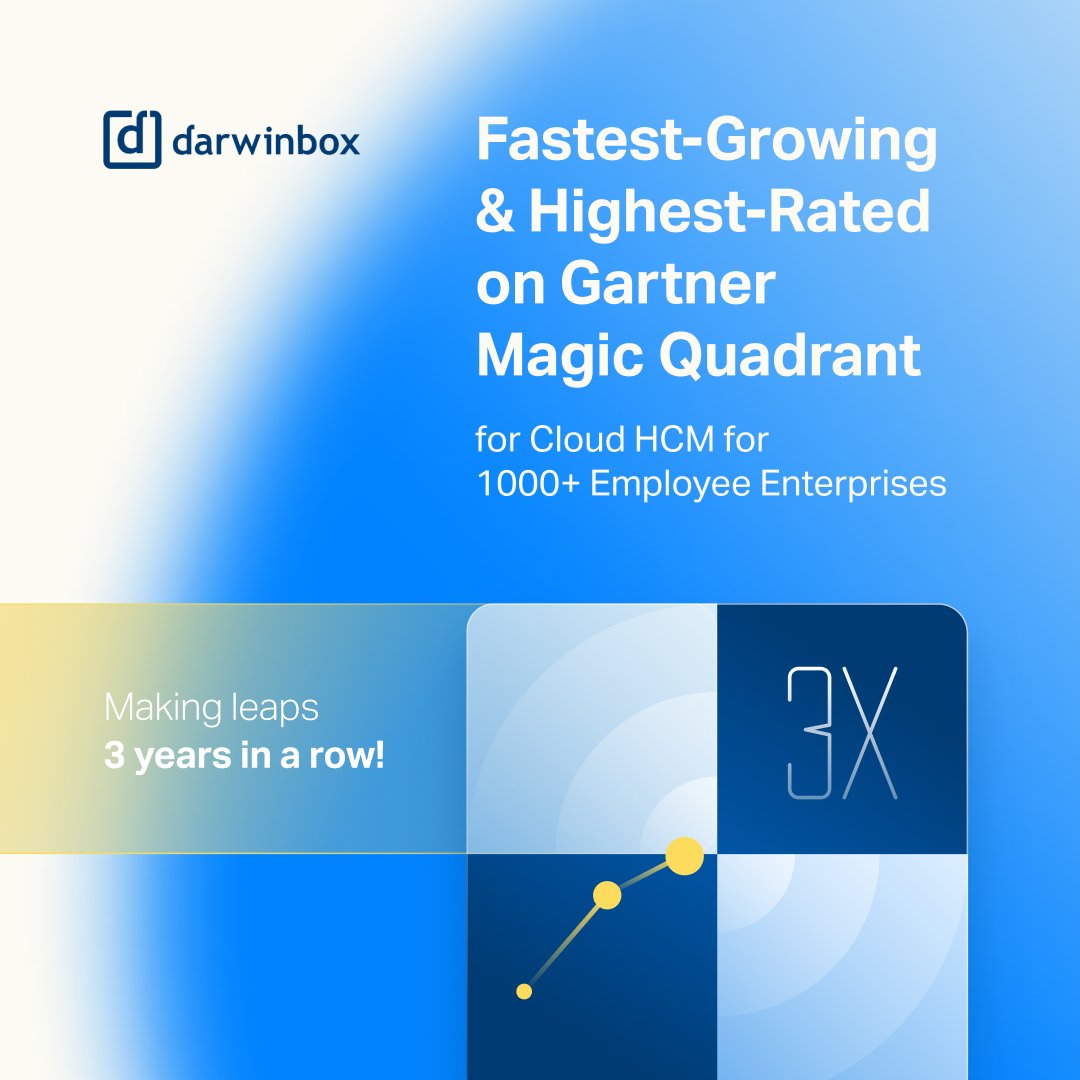 darwinbox
Fastest-Growing
& Highest-Rated
on Gartner
Magic Quadrant
for Cloud HCM for
1000+ Employee Enterprises
Making leaps
3 years in a row!
3X